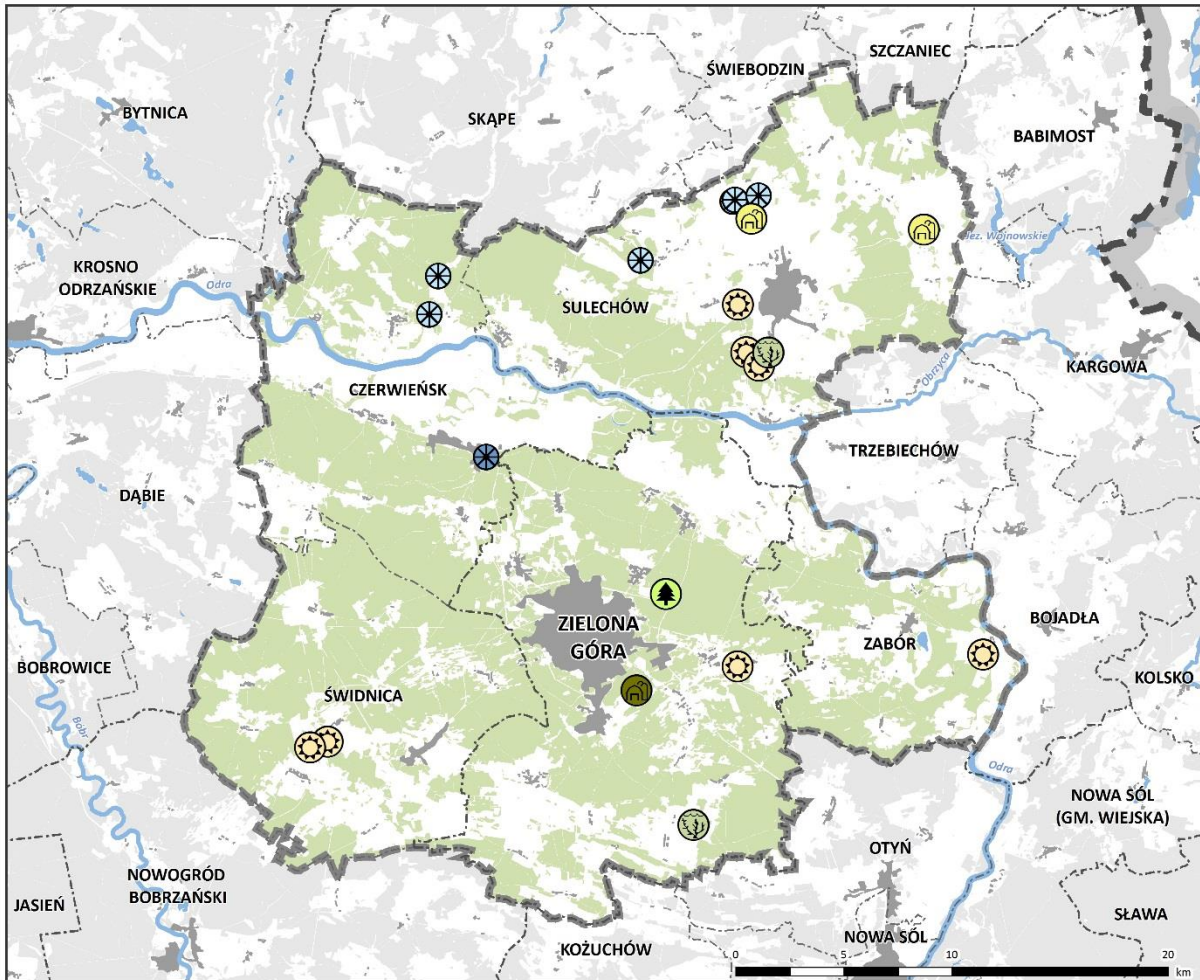 SZCZANIEC
ŚWIEBODZIN
BYTNICA
SKĄPE
BABIMOST
Jez. Wojnowskie
KROSNO
ODRZAŃSKIE
Odra
SULECHÓW
Obrzyca
KARGOWA
CZERWIEŃSK
TRZEBIECHÓW
DĄBIE
ZIELONA
GÓRA
ZABÓR
BOJADŁA
BOBROWICE
KOLSKO
ŚWIDNICA
Bóbr
Odra
NOWA SÓL
(GM. WIEJSKA)
OTYŃ
NOWOGRÓD
BOBRZAŃSKI
JASIEŃ
SŁAWA
KOŻUCHÓW
NOWA SÓL
0 5 10 20
km